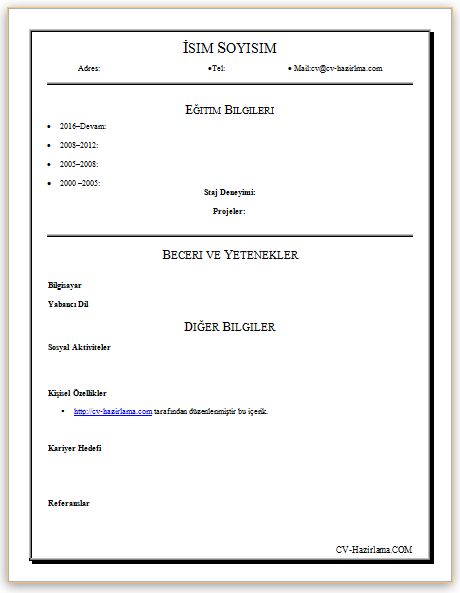 İSIM SOYISIM
Adres: •Tel: • Mail:cv@cv-hazirlma.com
EĞITIM BILGILERI
• 2016–Devam:
• 2008–2012:
• 2005–2008:
• 2000 –2005:
Staj Deneyimi:
Projeler:
BECERI VE YETENEKLER
Bilgisayar
Yabancı Dil
DIĞER BILGILER
Sosyal Aktiviteler
Kişisel Özellikler
• http://cv-hazirlama.com tarafından düzenlenmiştir bu içerik.
Kariyer Hedefi
Referanslar
CV-Hazirlama.COM